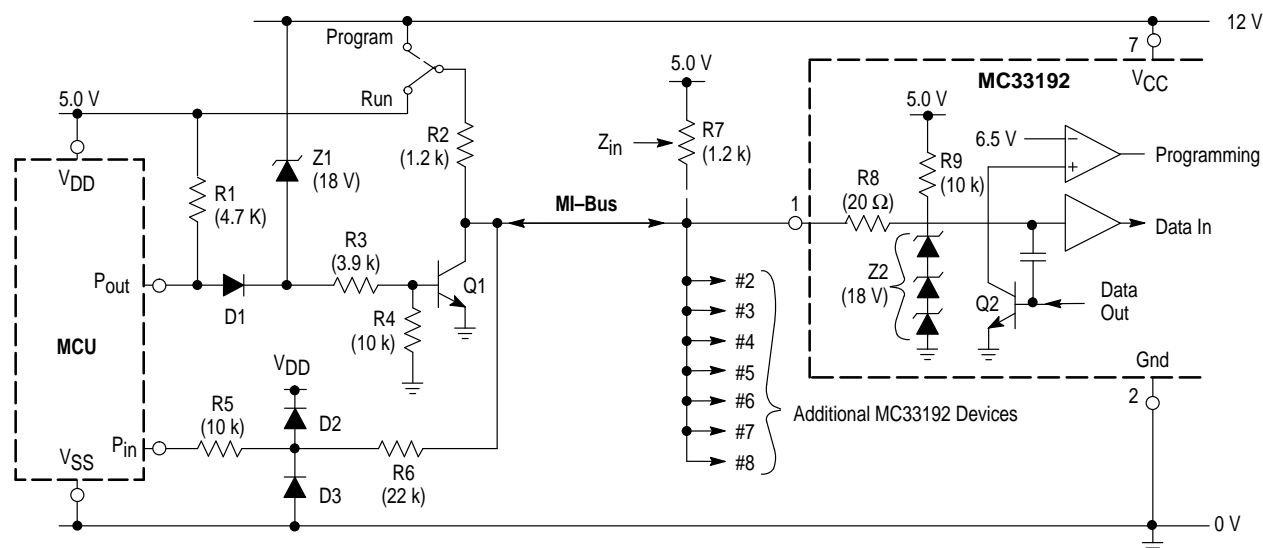 12 V
Program
7
5.0 V
MC33192
VCC
5.0 V
Run
5.0 V
R2
(1.2 k)
Zin
R7
(1.2 k)
6.5 V
−
+
Programming
VDD
R1
(4.7 K)
Z1
(18 V)
R9
(10 k)
R8
(20 Ω)
MI–Bus
1
Data In
R3
(3.9 k)
Pout
D1
Q1
#2
Z2
(18 V)
Q2
Data
Out
R4
(10 k)
#3
MCU
#4
VDD
#5
Gnd
R5
(10 k)
D2
#6
2
Additional MC33192 Devices
Pin
#7
VSS
R6
(22 k)
#8
D3
0 V